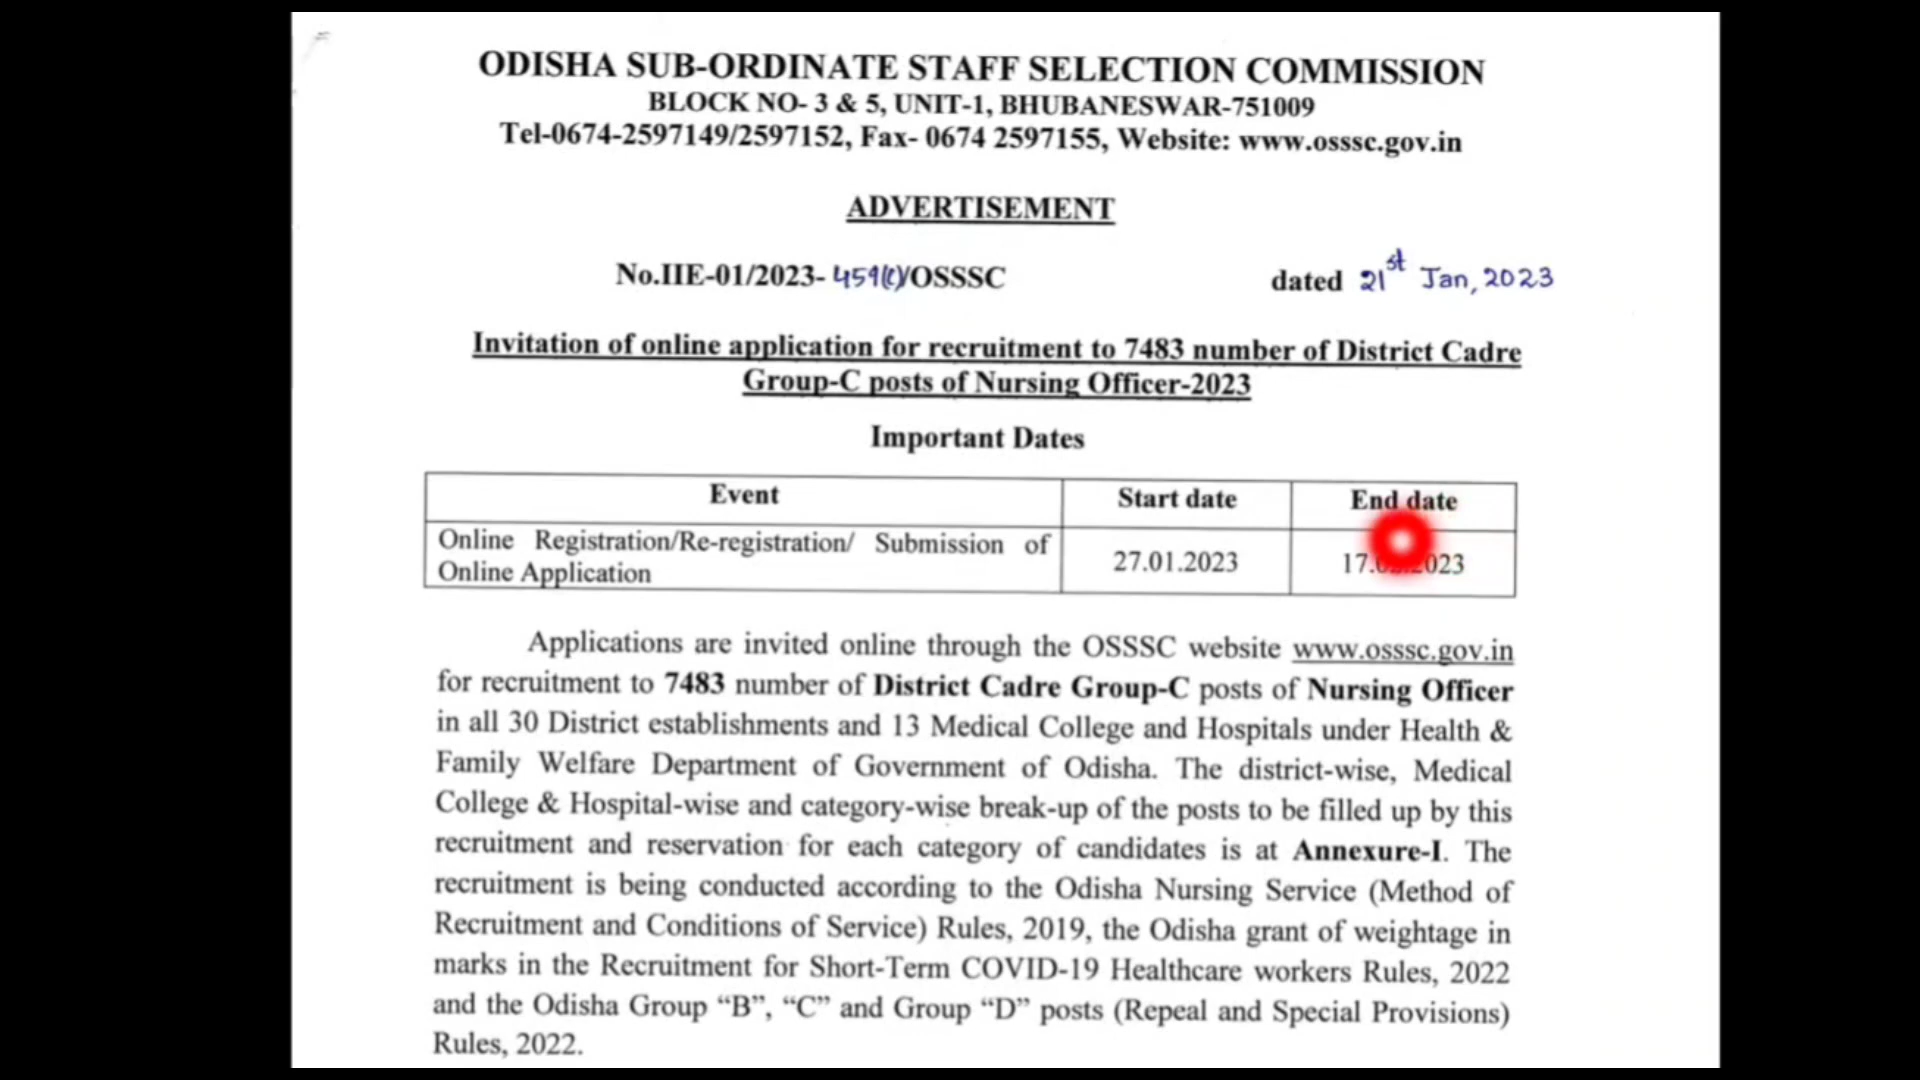 ODISHA SUB-ORDINATE STAFF SELECTION COMMISSION
BLOCK NO- 3 & 5, UNIT-1, BHUBANESWAR-751009
Tel-0674-2597149/2597152, Fax- 0674 2597155, Website: www.osssc.gov.in
ADVERTISEMENT
No.IIE-01/2023- /OSSSC dated 21st Jan, 2023
Invitation of online application for recruitment to 7483 number of District Cadre
Group-C posts of Nursing Officer-2023
Important Dates
Event Start date End date
Online Registration/Re-registration/ Submission of
Online Application
27.01.2023
Applications are invited online through the OSSSC website www.osssc.gov.in
for recruitment to 7483 number of District Cadre Group-C posts of Nursing Officer
in all 30 District establishments and 13 Medical College and Hospitals under Health &
Family Welfare Department of Government of Odisha. The district-wise, Medical
College & Hospital-wise and category-wise break-up of the posts to be filled up by this
recruitment and reservation for each category of candidates is at Annexure-I. The
recruitment is being conducted according to the Odisha Nursing Service (Method of
Recruitment and Conditions of Service) Rules, 2019, the Odisha grant of weightage in
marks in the Recruitment for Short-Term COVID-19 Healthcare workers Rules, 2022
and the Odisha Group “B”, “C” and Group “D” posts (Repeal and Special Provisions)
Rules, 2022.